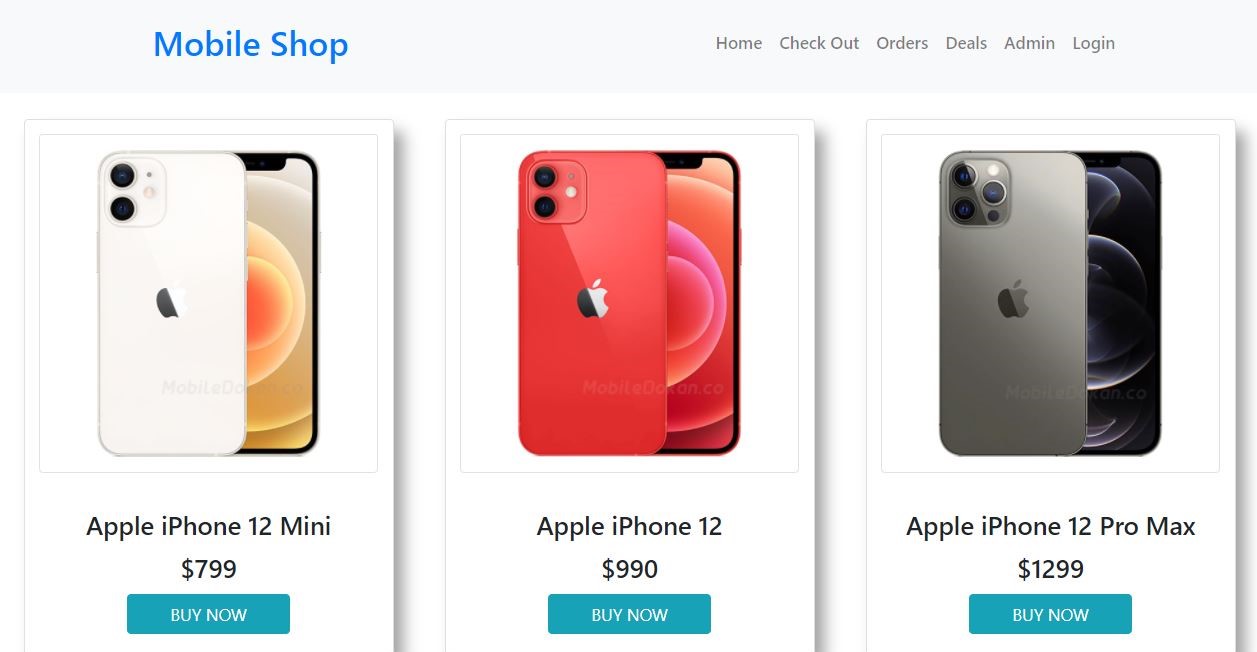 Mobile Shop
Home Check Out Orders Deals Admin Login
MobileDokan.co
MobileDokan.co
MobileDokan.co
Apple iPhone 12 Mini
Apple iPhone 12
Apple iPhone 12 Pro Max
$799
$990
$1299
BUY NOW
BUY NOW
BUY NOW